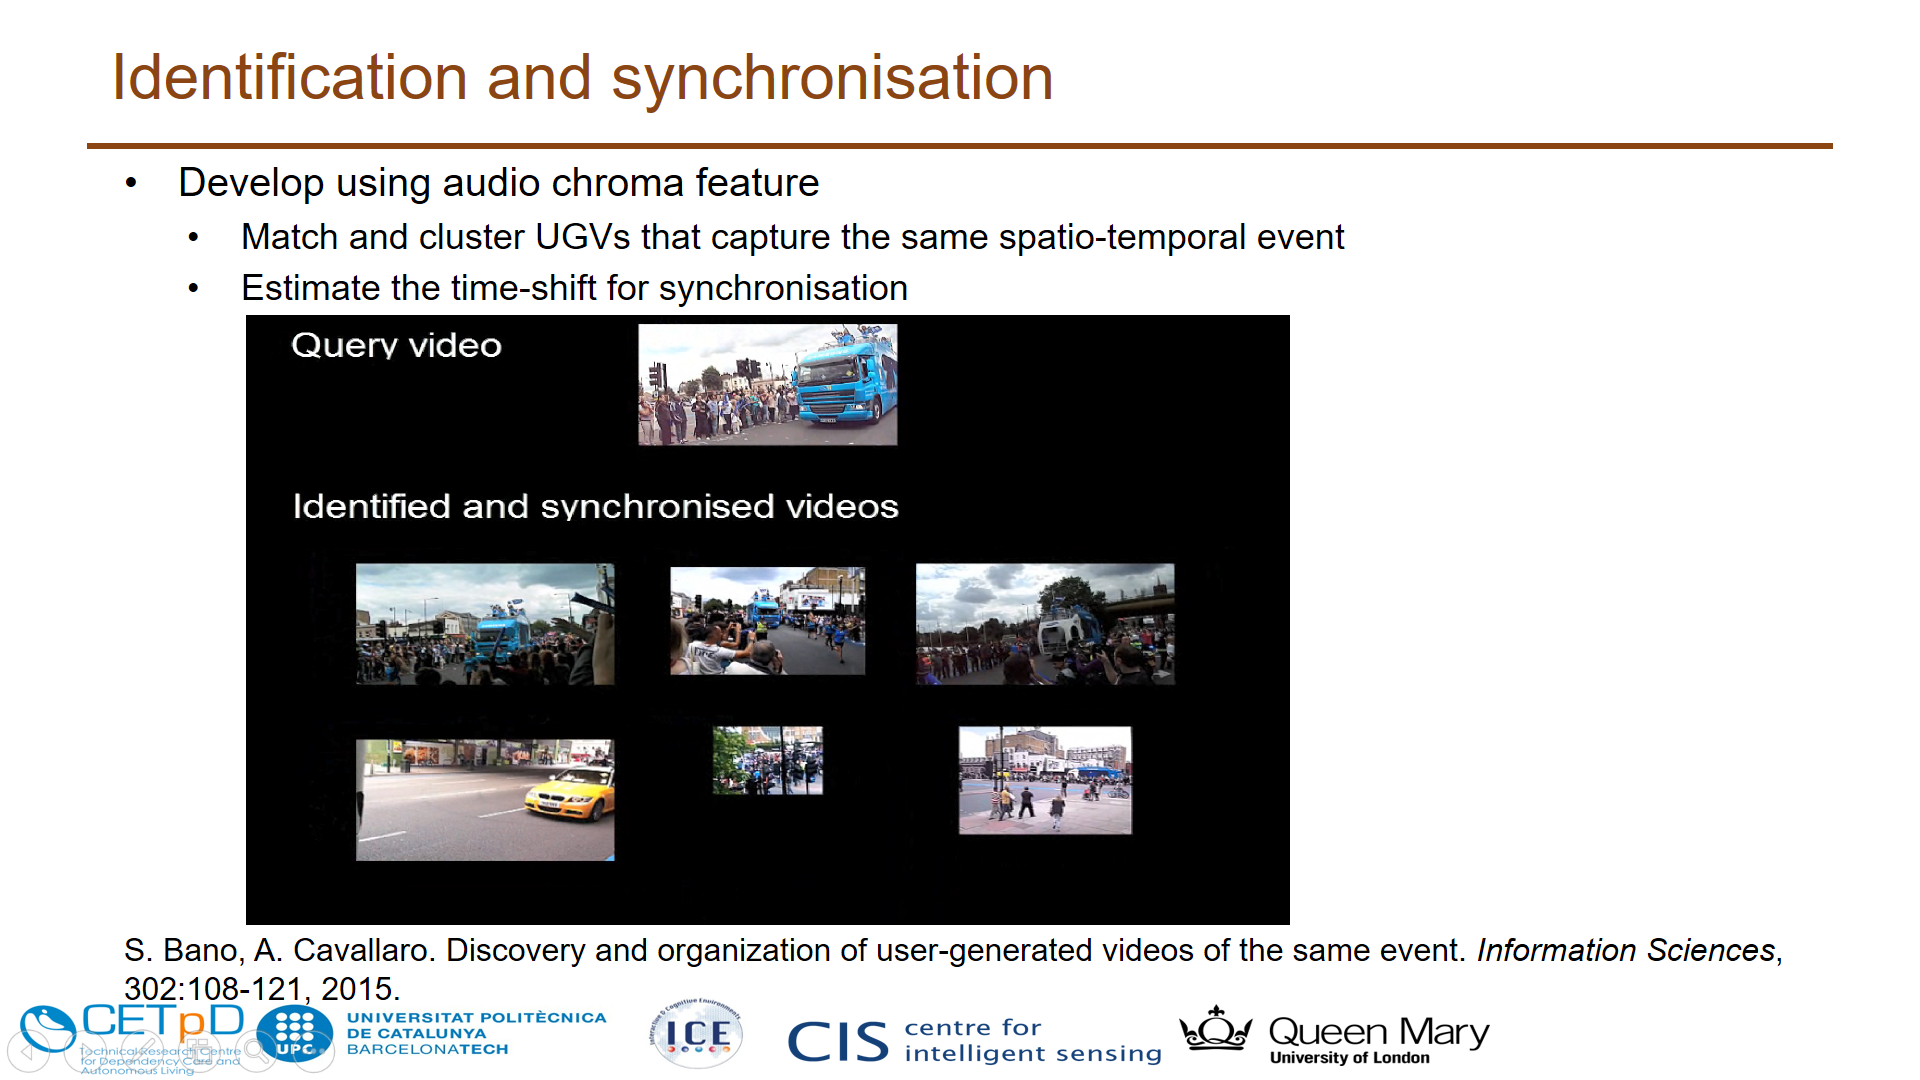 Identification and synchronisation
• Develop using audio chroma feature
• Match and cluster UGVs that capture the same spatio-temporal event
• Estimate the time-shift for synchronisation
Query video
Identified and synchronised videos
S. Bano, A. Cavallaro. Discovery and organization of user-generated videos of the same event. Information Sciences,
302:108-121, 2015.
CETpD
Technical Research Centre
for Dependency Care and
Autonomous Living
UPC
UNIVERSITAT POLITÈCNICA
DE CATALUNYA
BARCELONATECH
Interactive & Cognitive Environments
ICE
CIS
centre for
intelligent sensing
Queen Mary
University of London